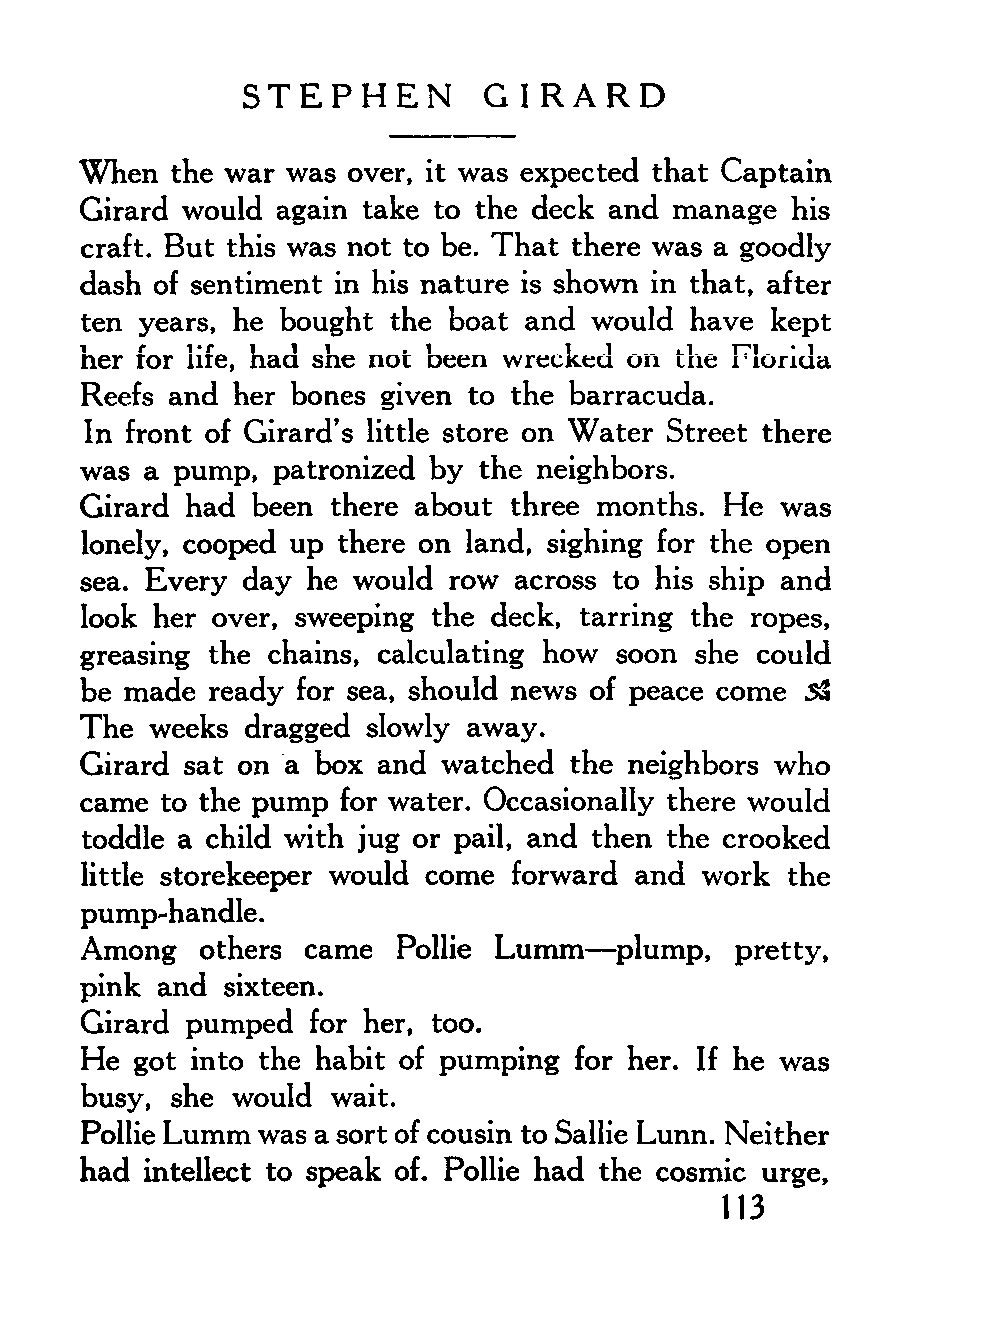 STEPHEN GIRARD
When the war was over, it was expected that Captain
Girard would again take to the deck and manage his
craft. But this was not to be. That there was a goodly
dash of sentiment in his nature is shown in that, after
ten years, he bought the boat and would have kept
her for life, had she not been wrecked on the Florida
Reefs and her bones given to the barracuda.
In front of Girard's little store on Water Street there
was a pump, patronized by the neighbors.
Girard had been there about three months. He was
lonely, cooped up there on land, sighing for the open
sea. Every day he would row across to his ship and
look her over, sweeping the deck, tarring the ropes,
greasing the chains, calculating how soon she could
be made ready for sea, should news of peace come
The weeks dragged slowly away.
Girard sat on a box and watched the neighbors who
came to the pump for water. Occasionally there would
toddle a child with jug or pail, and then the crooked
little storekeeper would come forward and work the
pump-handle.
Among others came Pollie Lumm—plump, pretty,
pink and sixteen.
Girard pumped for her, too.
He got into the habit of pumping for her. If he was
busy, she would wait.
Pollie Lumm was a sort of cousin to Sallie Lunn. Neither
had intellect to speak of. Pollie had the cosmic urge,
113